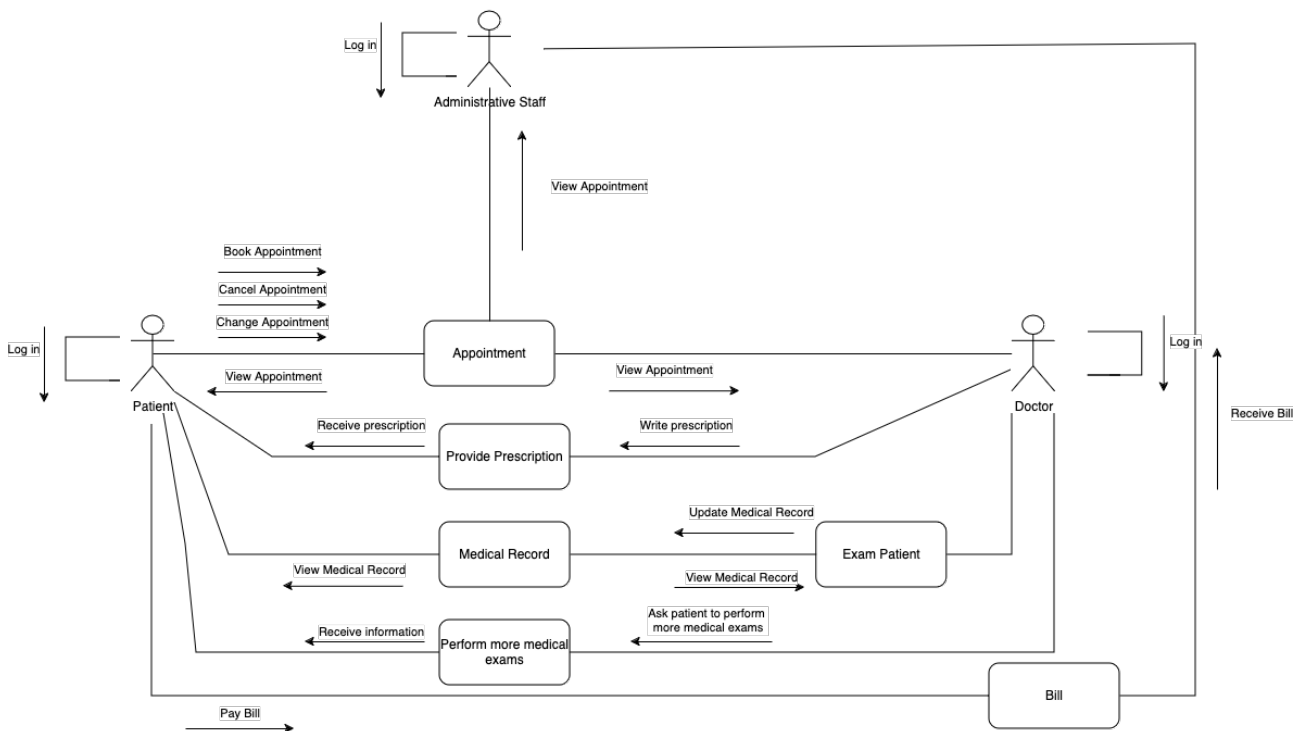 Log in
Administrative Staff
View Appointment
Book Appointment
Cancel Appointment
Change Appointment
Log in
Appointment
Log in
View Appointment
View Appointment
Patient
Doctor
Receive Bill
Receive prescription
Write prescription
Provide Prescription
Update Medical Record
Medical Record
Exam Patient
View Medical Record
View Medical Record
Ask patient to perform
more medical exams
Receive information
Perform more medical
exams
Bill
Pay Bill